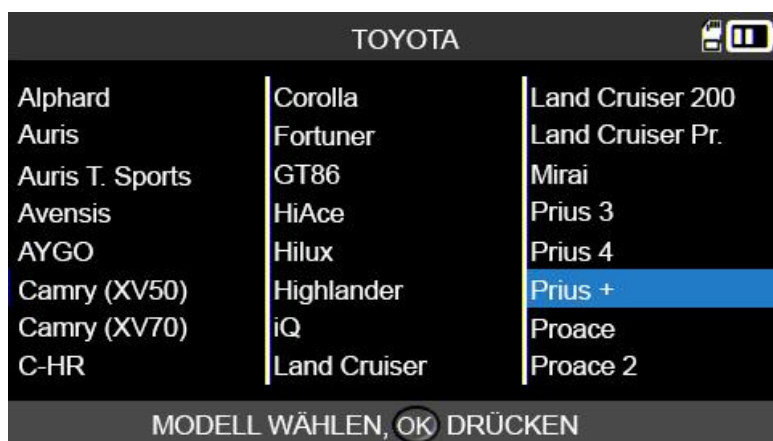 TOYOTA
Alphard
Auris
Auris T. Sports
Avensis
AYGO
Camry (XV50)
Camry (XV70)
C-HR
Corolla
Fortuner
GT86
HiAce
Hilux
Highlander
iQ
Land Cruiser
Land Cruiser 200
Land Cruiser Pr.
Mirai
Prius 3
Prius 4
Prius +
Proace
Proace 2
MODELL WÄHLEN, OK DRÜCKEN